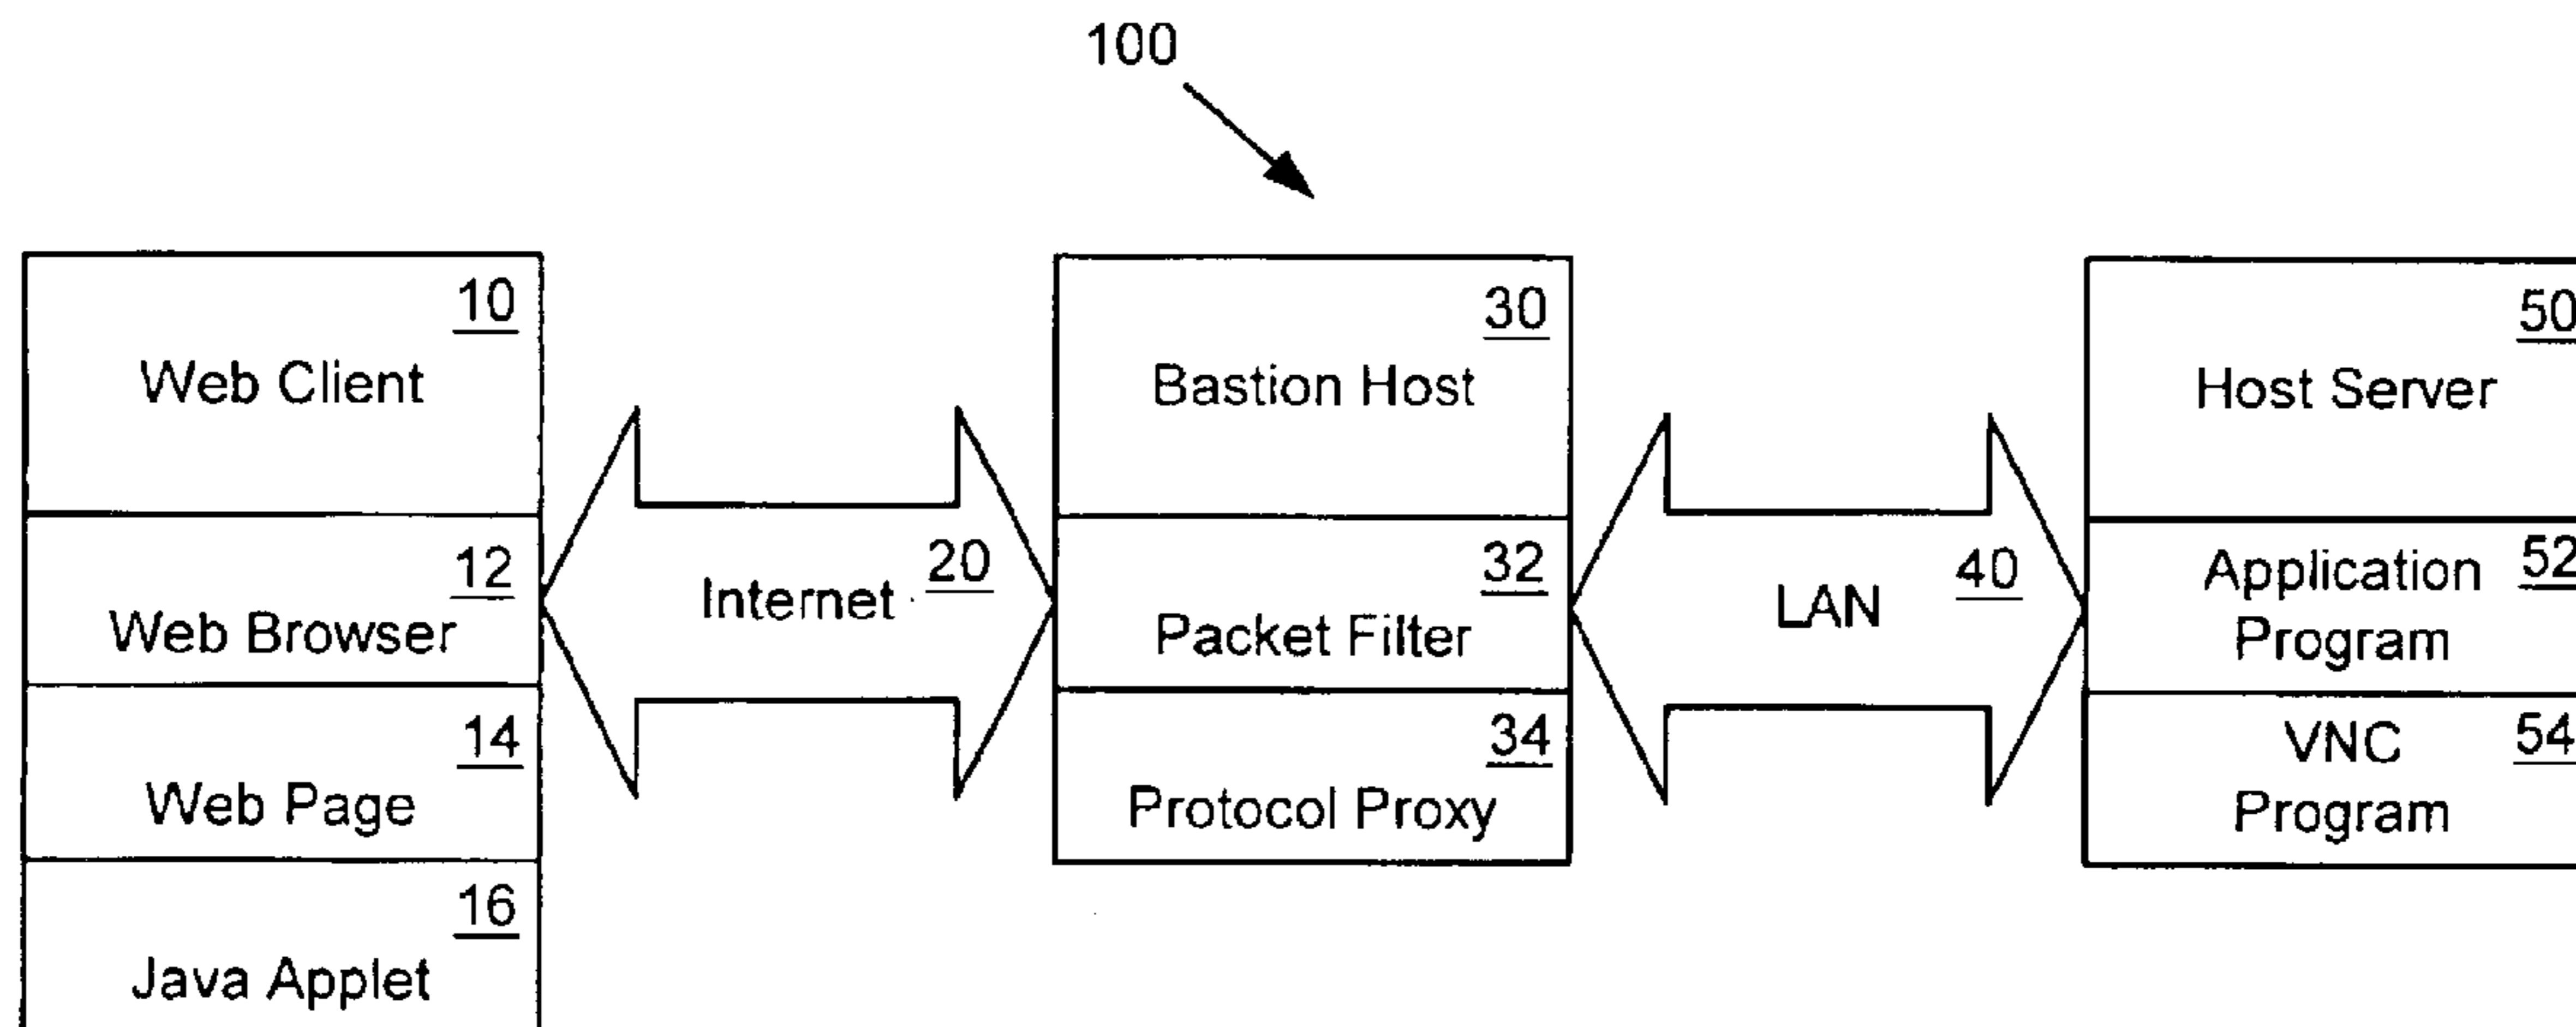 100
10
Web Client
12
Web Browser
14
Web Page
16
Java Applet
Internet 20
30
Bastion Host
32
Packet Filter
34
Protocol Proxy
LAN 40
50
Host Server
Application 52
Program
VNC 54
Program